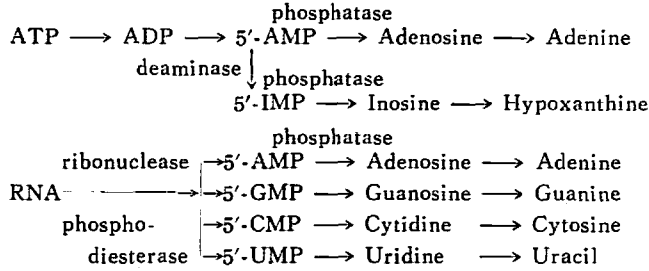 phosphatase
ATP → ADP → 5′-AMP → Adenosine → Adenine
deaminase ↓ phosphatase
5′-IMP → Inosine → Hypoxanthine
phosphatase
ribonuclease → 5′-AMP → Adenosine → Adenine
RNA → 5′-GMP → Guanosine → Guanine
phospho- → 5′-CMP → Cytidine → Cytosine
diesterase → 5′-UMP → Uridine → Uracil